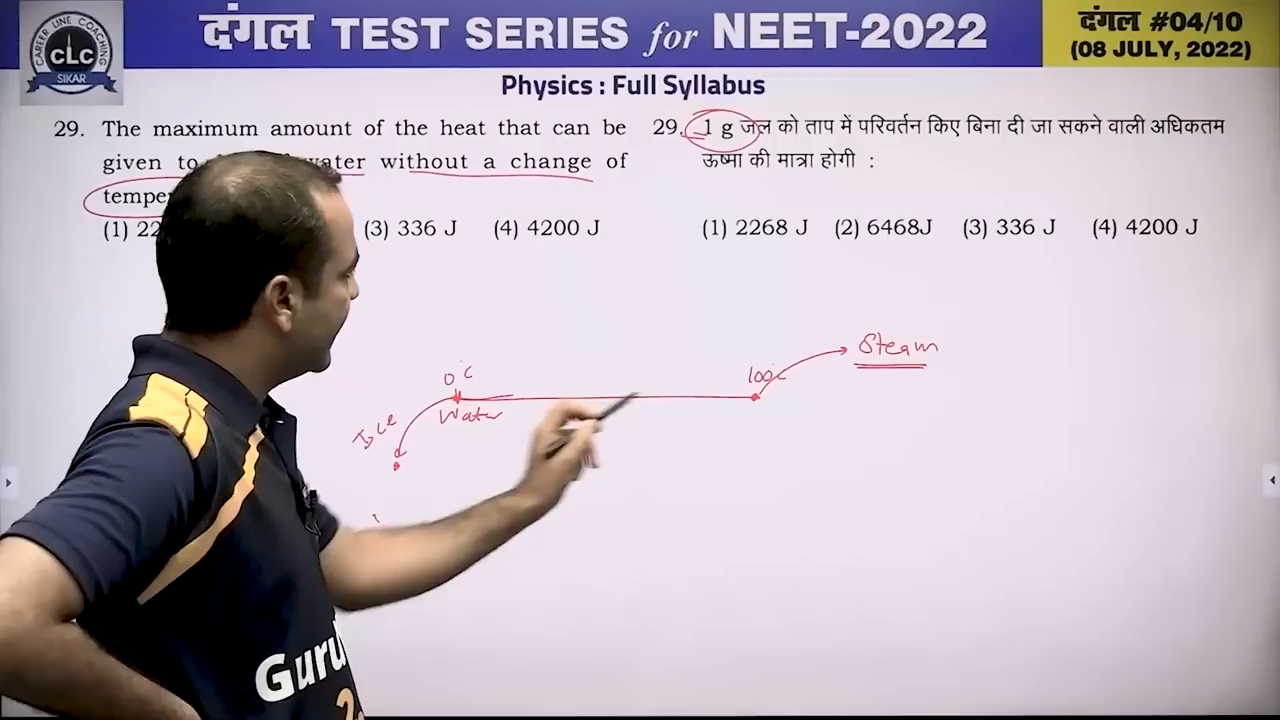 CAREER LINE COACHING
CLC
SIKAR
दंगल TEST SERIES for NEET-2022
दंगल #04/10
(08 JULY, 2022)
Physics : Full Syllabus
29. The maximum amount of the heat that can be
given to water without a change of
(3) 336 J (4) 4200 J
29. 1 g जल को ताप में परिवर्तन किए बिना दी जा सकने वाली अधिकतम
ऊष्मा की मात्रा होगी :
(1) 2268 J (2) 6468J (3) 336 J (4) 4200 J
Steam
0°C
100°C
Water
Ice
Guru